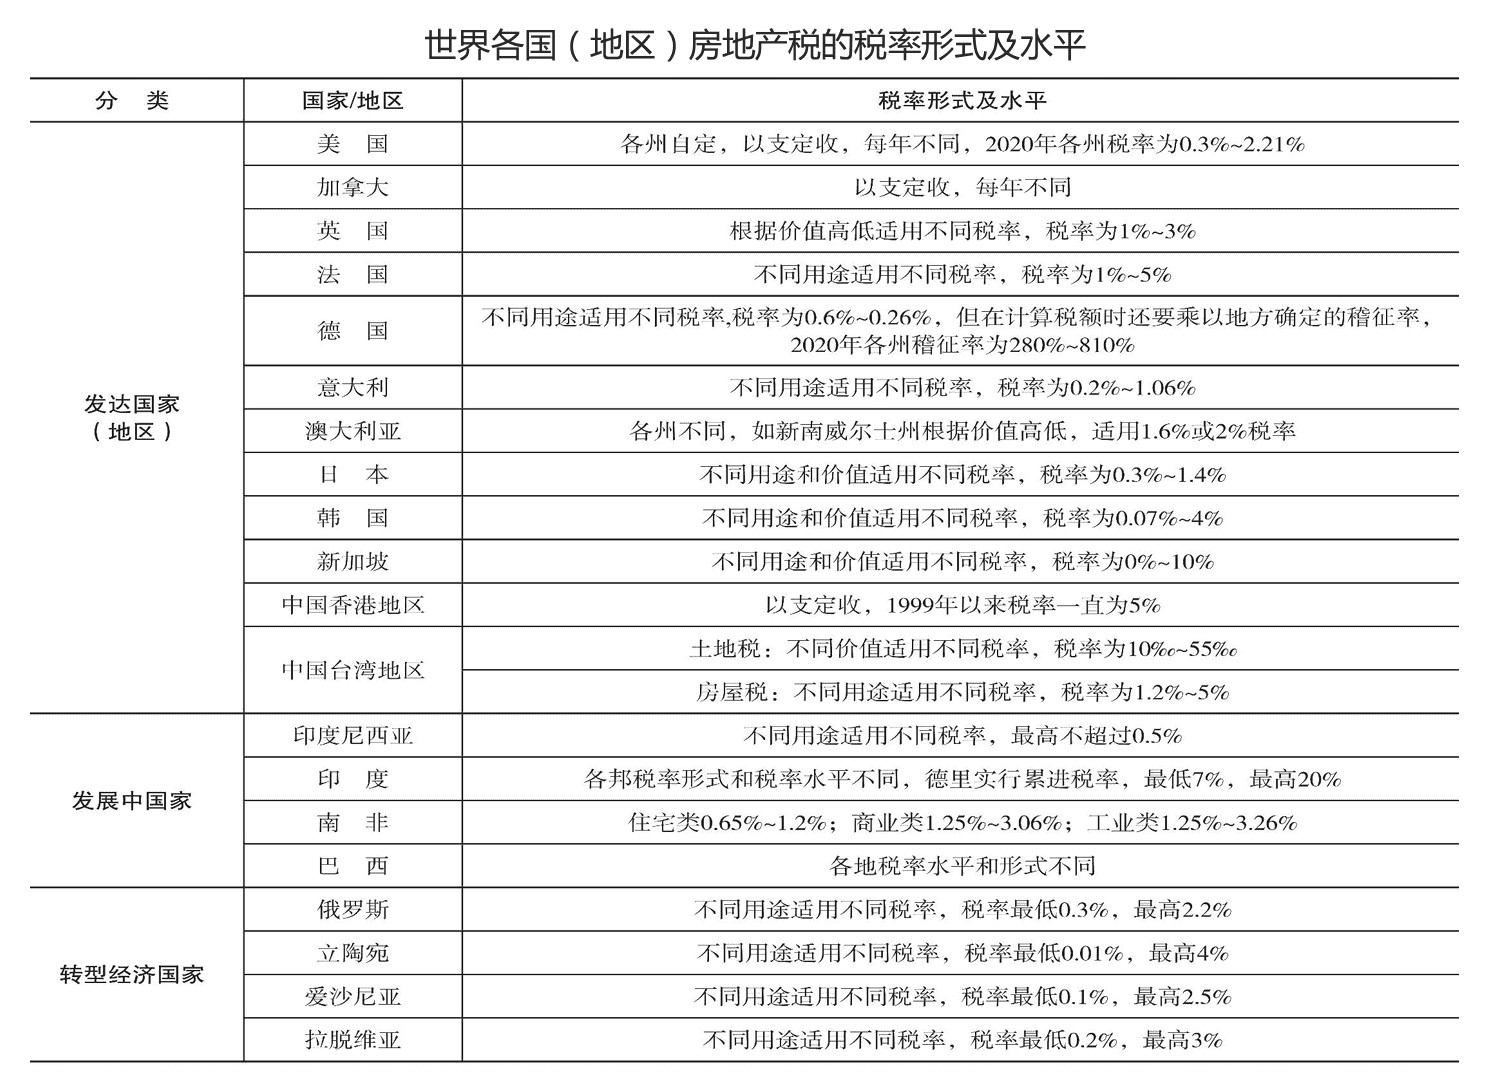 世界各国（地区）房地产税的税率形式及水平
分 类 国家/地区 税率形式及水平
发达国家
（地区）
美 国 各州自定，以支定收，每年不同，2020年各州税率为0.3%~2.21%
加拿大 以支定收，每年不同
英 国 根据价值高低适用不同税率，税率为1%~3%
法 国 不同用途适用不同税率，税率为1%~5%
德 国 不同用途适用不同税率,税率为0.6%~0.26%，但在计算税额时还要乘以地方确定的稽征率，
2020年各州稽征率为280%~810%
意大利 不同用途适用不同税率，税率为0.2%~1.06%
澳大利亚 各州不同，如新南威尔士州根据价值高低，适用1.6%或2%税率
日 本 不同用途和价值适用不同税率，税率为0.3%~1.4%
韩 国 不同用途和价值适用不同税率，税率为0.07%~4%
新加坡 不同用途和价值适用不同税率，税率为0%~10%
中国香港地区 以支定收，1999年以来税率一直为5%
中国台湾地区 土地税：不同价值适用不同税率，税率为10‰~55‰
房屋税：不同用途适用不同税率，税率为1.2%~5%
发展中国家
印度尼西亚 不同用途适用不同税率，最高不超过0.5%
印 度 各邦税率形式和税率水平不同，德里实行累进税率，最低7%，最高20%
南 非 住宅类0.65%~1.2%；商业类1.25%~3.06%；工业类1.25%~3.26%
巴 西 各地税率水平和形式不同
转型经济国家
俄罗斯 不同用途适用不同税率，税率最低0.3%，最高2.2%
立陶宛 不同用途适用不同税率，税率最低0.01%，最高4%
爱沙尼亚 不同用途适用不同税率，税率最低0.1%，最高2.5%
拉脱维亚 不同用途适用不同税率，税率最低0.2%，最高3%